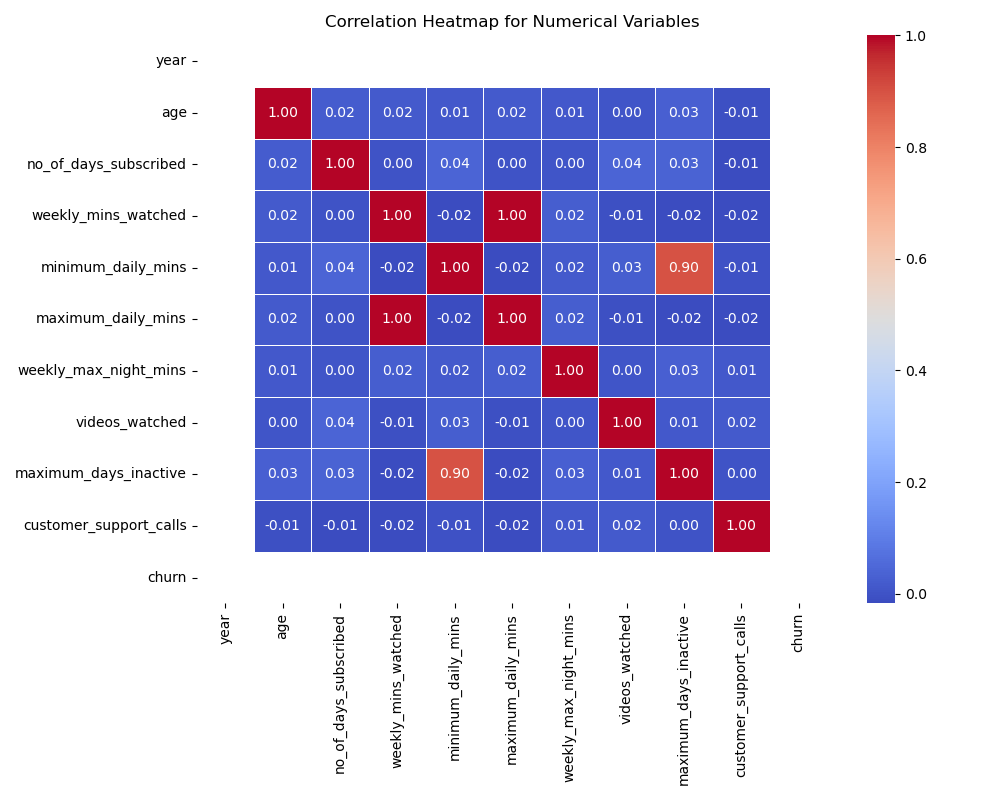 Correlation Heatmap for Numerical Variables
year
age 1.00 0.02 0.02 0.01 0.02 0.01 0.00 0.03 -0.01
no_of_days_subscribed 0.02 1.00 0.00 0.04 0.00 0.00 0.04 0.03 -0.01
weekly_mins_watched 0.02 0.00 1.00 -0.02 1.00 0.02 -0.01 -0.02 -0.02
minimum_daily_mins 0.01 0.04 -0.02 1.00 -0.02 0.02 0.03 0.90 -0.01
maximum_daily_mins 0.02 0.00 1.00 -0.02 1.00 0.02 -0.01 -0.02 -0.02
weekly_max_night_mins 0.01 0.00 0.02 0.02 0.02 1.00 0.00 0.03 0.01
videos_watched 0.00 0.04 -0.01 0.03 -0.01 0.00 1.00 0.01 0.02
maximum_days_inactive 0.03 0.03 -0.02 0.90 -0.02 0.03 0.01 1.00 0.00
customer_support_calls -0.01 -0.01 -0.02 -0.01 -0.02 0.01 0.02 0.00 1.00
churn
year
age
no_of_days_subscribed
weekly_mins_watched
minimum_daily_mins
maximum_daily_mins
weekly_max_night_mins
videos_watched
maximum_days_inactive
customer_support_calls
churn
1.0
0.8
0.6
0.4
0.2
0.0